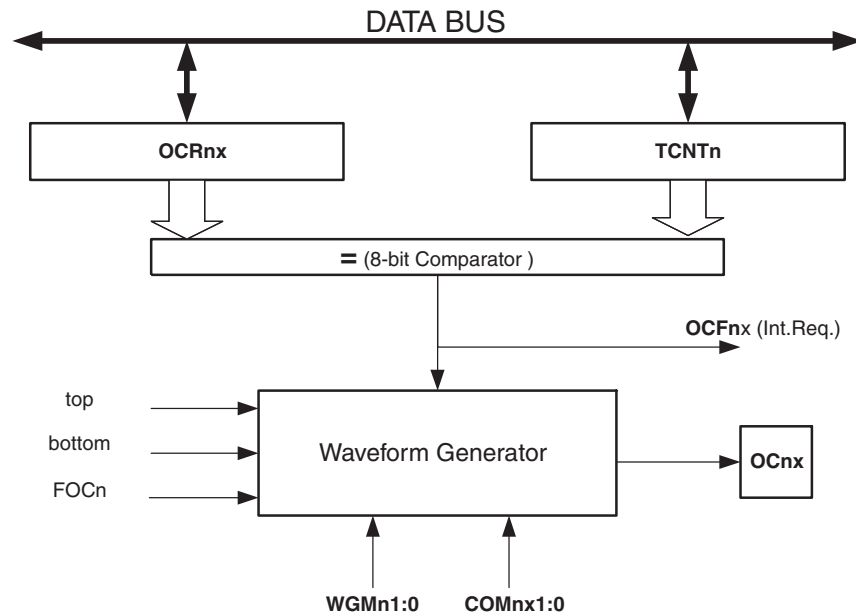 DATA BUS
OCRnx
TCNTn
= (8-bit Comparator )
OCFnx (Int.Req.)
top
bottom
FOCn
Waveform Generator
OCnx
WGMn1:0
COMnx1:0